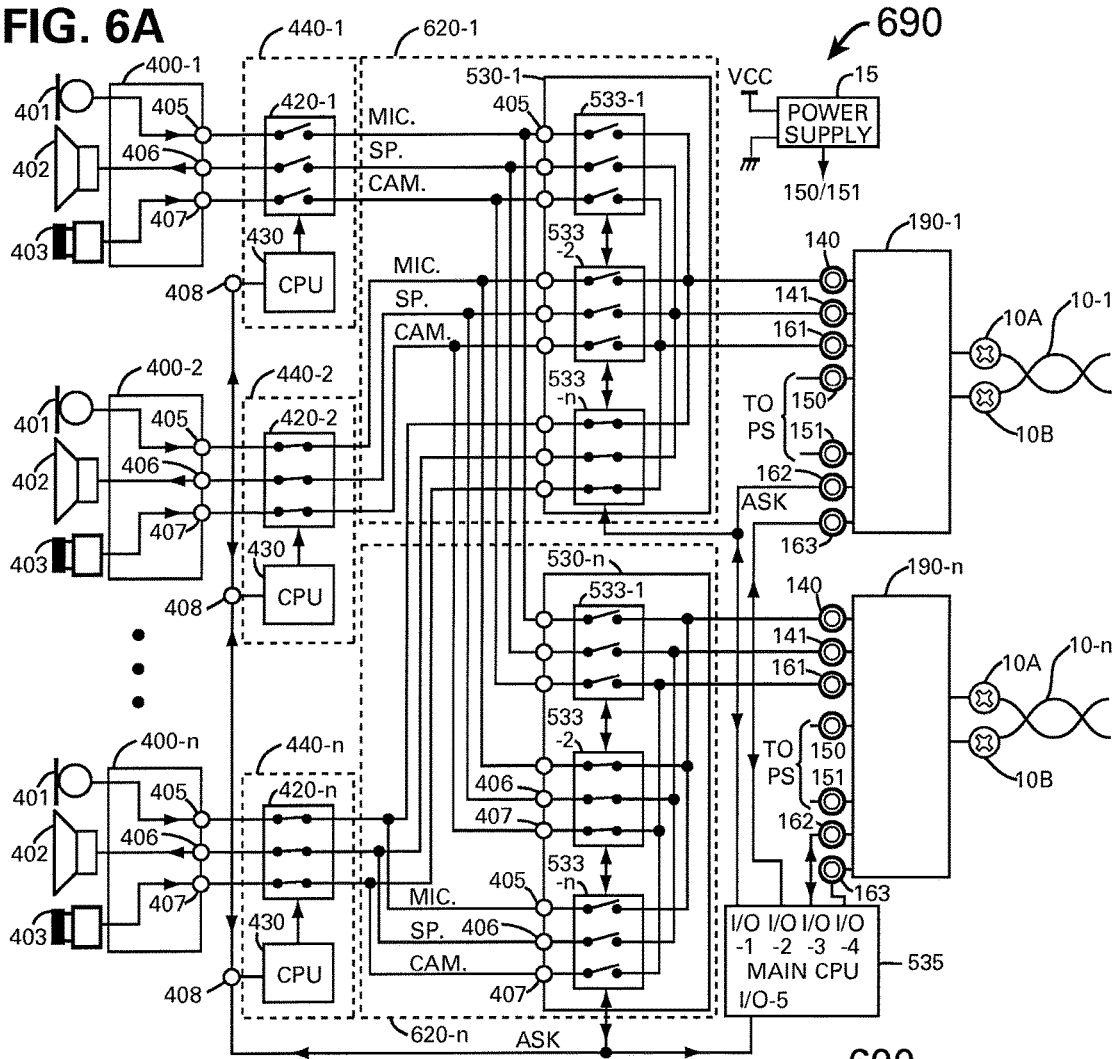 FIG. 6A
440-1
620-1
690
400-1
530-1
VCC
15
401
405
420-1
MIC.
405
533-1
POWER
SUPPLY
402
406
SP.
CAM.
150/151
403
407
430
533
-2
190-1
140
408
CPU
MIC.
SP.
CAM.
141
161
10A
10-1
400-2
440-2
533
-n
TO
PS
150
401
405
420-2
151
10B
402
406
162
ASK
403
407
430
163
530-n
190-n
408
CPU
533-1
140
141
161
10A
10-n
533
-2
TO
PS
150
400-n
440-n
151
10B
401
405
420-n
406
162
402
406
407
403
407
533
-n
163
MIC.
405
430
SP.
406
I/O I/O I/O I/O
-1 -2 -3 -4
408
CPU
CAM.
407
MAIN CPU
535
I/O-5
620-n
ASK